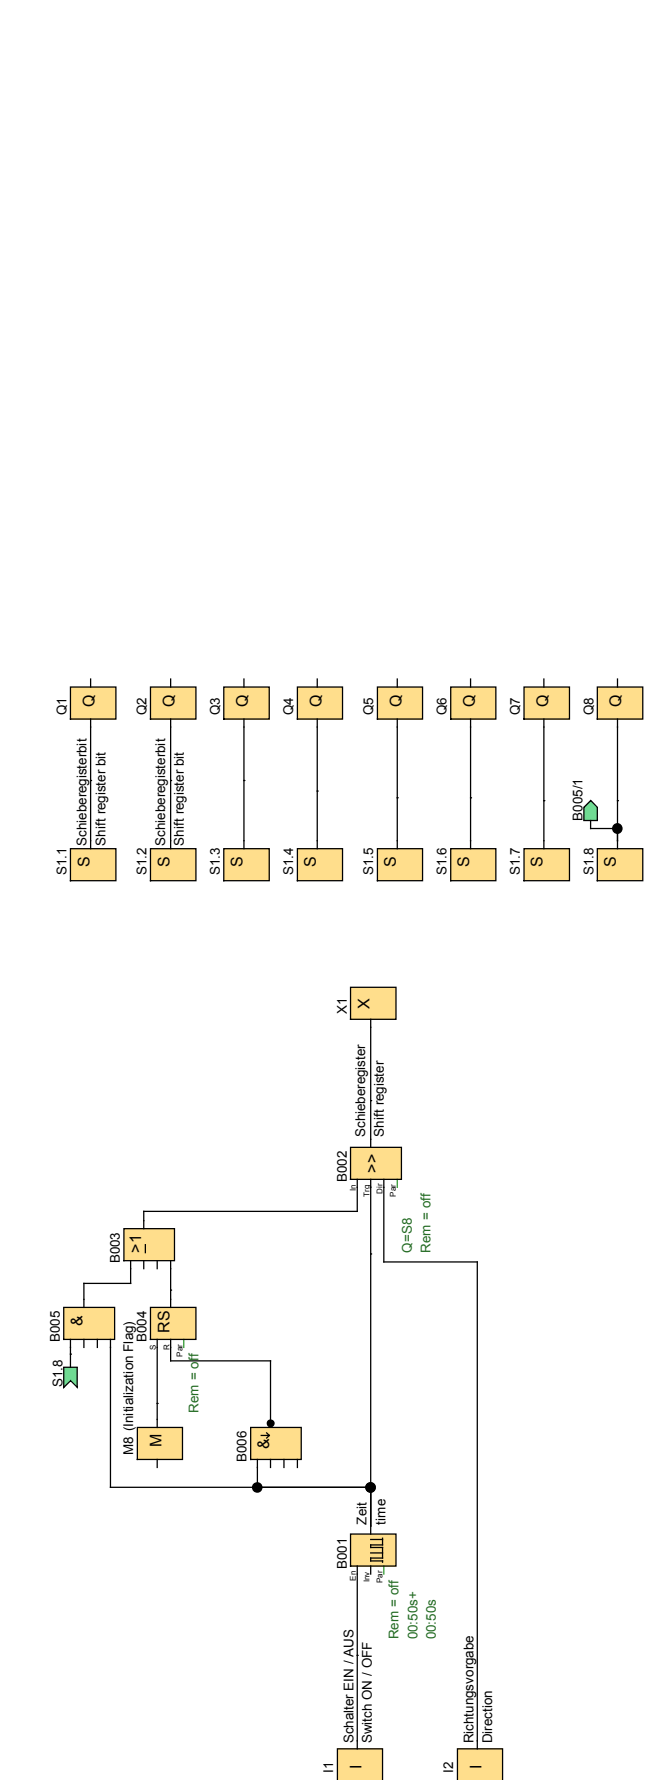 I1
I
Schalter EIN / AUS
Switch ON / OFF
I2
I
Richtungsvorgabe
Direction
B001
En
Inv
Par
Rem = off
00:50s+
00:50s
Zeit
time
M8 (Initialization Flag)
M
B006
&↓
S1.8
B005
&
B004
RS
S
R
Par
Rem = off
B003
>1
B002
>>
In
Trg
Dir
Par
Q=S8
Rem = off
Schieberegister
Shift register
X1
X
S1.1
S
Schieberegisterbit
Shift register bit
Q1
Q
S1.2
S
Schieberegisterbit
Shift register bit
Q2
Q
S1.3
S
Q3
Q
S1.4
S
Q4
Q
S1.5
S
Q5
Q
S1.6
S
Q6
Q
S1.7
S
Q7
Q
S1.8
S
B005/1
Q8
Q